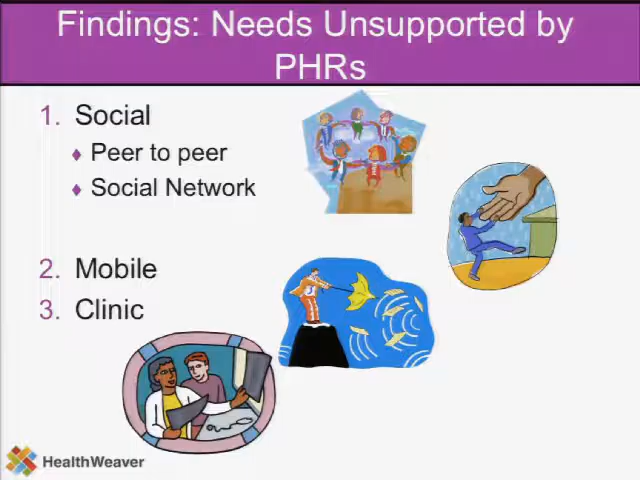 Findings: Needs Unsupported by
PHRs
1. Social
♦ Peer to peer
♦ Social Network
2. Mobile
3. Clinic
HealthWeaver